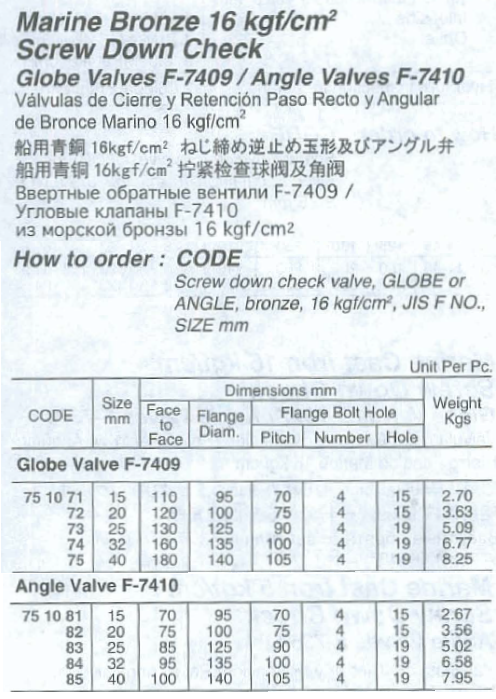 Marine Bronze 16 kgf/cm²
Screw Down Check
Globe Valves F-7409 / Angle Valves F-7410
Válvulas de Cierre y Retención Paso Recto y Angular
de Bronce Marino 16 kgf/cm²
船用青銅 16kgf/cm² ねじ締め逆止め玉形及びアングル弁
船用青铜 16kgf/cm² 拧紧检查球阀及角阀
Ввертные обратные вентили F-7409 /
Угловые клапаны F-7410
из морской бронзы 16 kgf/cm2
How to order : CODE
Screw down check valve, GLOBE or
ANGLE, bronze, 16 kgf/cm², JIS F NO.,
SIZE mm
Unit Per Pc.
CODE Size mm Dimensions mm Weight Kgs
Face to Face Flange Diam. Flange Bolt Hole
Pitch Number Hole
Globe Valve F-7409
75 10 71 15 110 95 70 4 15 2.70
72 20 120 100 75 4 15 3.63
73 25 130 125 90 4 19 5.09
74 32 160 135 100 4 19 6.77
75 40 180 140 105 4 19 8.25
Angle Valve F-7410
75 10 81 15 70 95 70 4 15 2.67
82 20 75 100 75 4 15 3.56
83 25 85 125 90 4 19 5.02
84 32 95 135 100 4 19 6.58
85 40 100 140 105 4 19 7.95